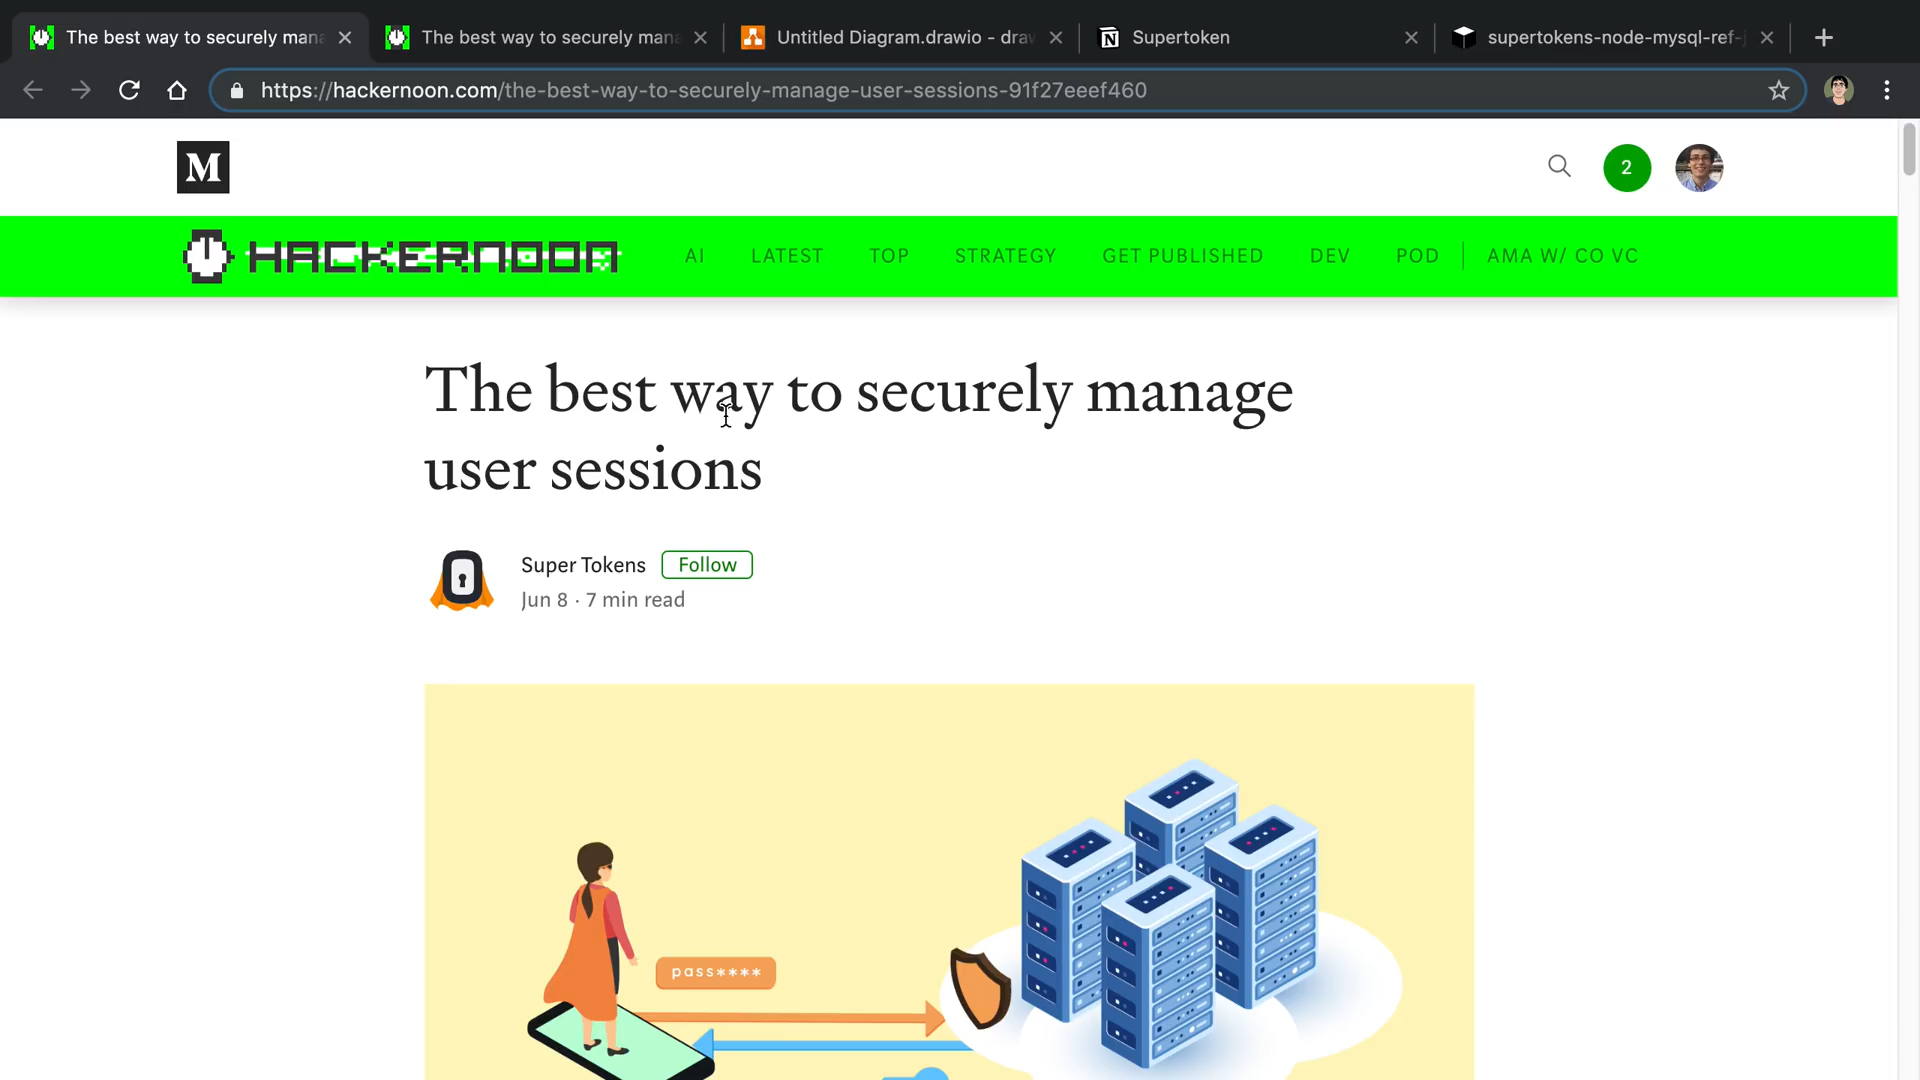 The best way to securely man
The best way to securely man
Untitled Diagram.drawio - draw
Supertoken
supertokens-node-mysql-ref-j
https://hackernoon.com/the-best-way-to-securely-manage-user-sessions-91f27eeef460
M
2
HACKERNOON
AI
LATEST
TOP
STRATEGY
GET PUBLISHED
DEV
POD
AMA W/ CO VC
The best way to securely manage
user sessions
Super Tokens
Follow
Jun 8 · 7 min read
pass****